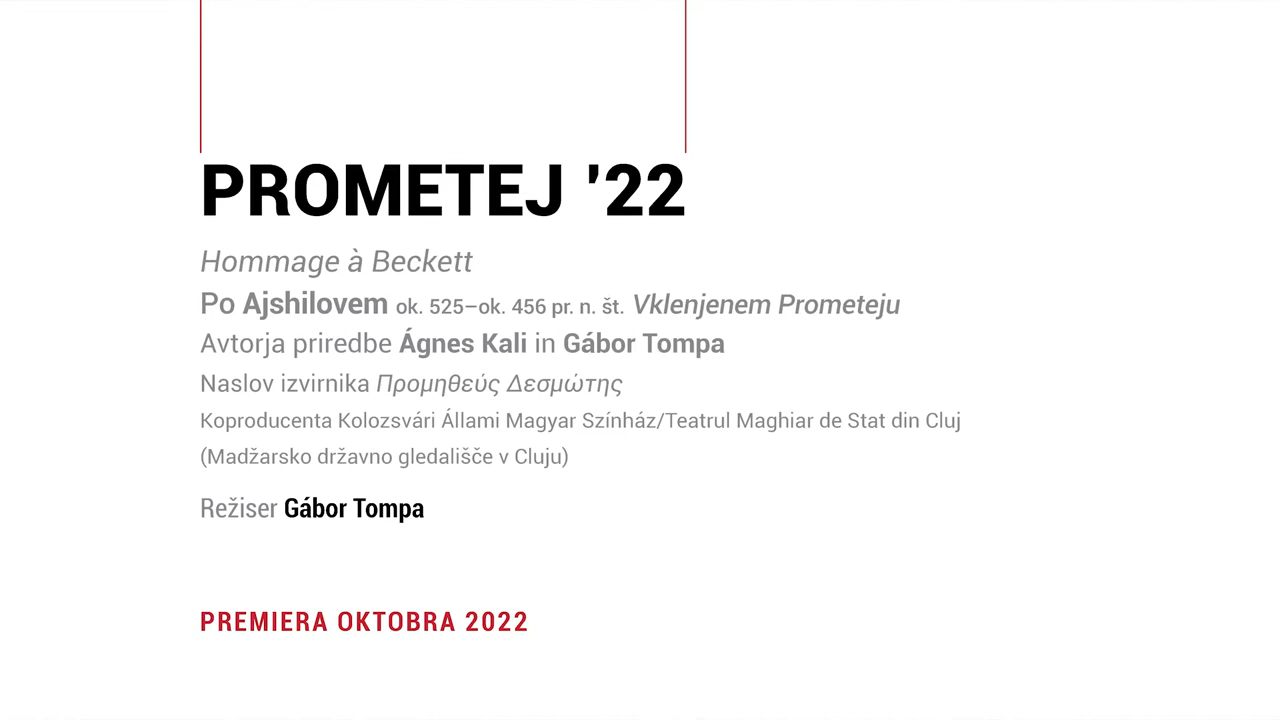 PROMETEJ '22
Hommage à Beckett
Po Ajshilovem ok. 525–ok. 456 pr. n. št. Vklenjenem Prometeju
Avtorja priredbe Ágnes Kali in Gábor Tompa
Naslov izvirnika Προμηθεύς Δεσμώτης
Koproducenta Kolozsvári Állami Magyar Színház/Teatrul Maghiar de Stat din Cluj
(Madžarsko državno gledališče v Cluju)
Režiser Gábor Tompa
PREMIERA OKTOBRA 2022